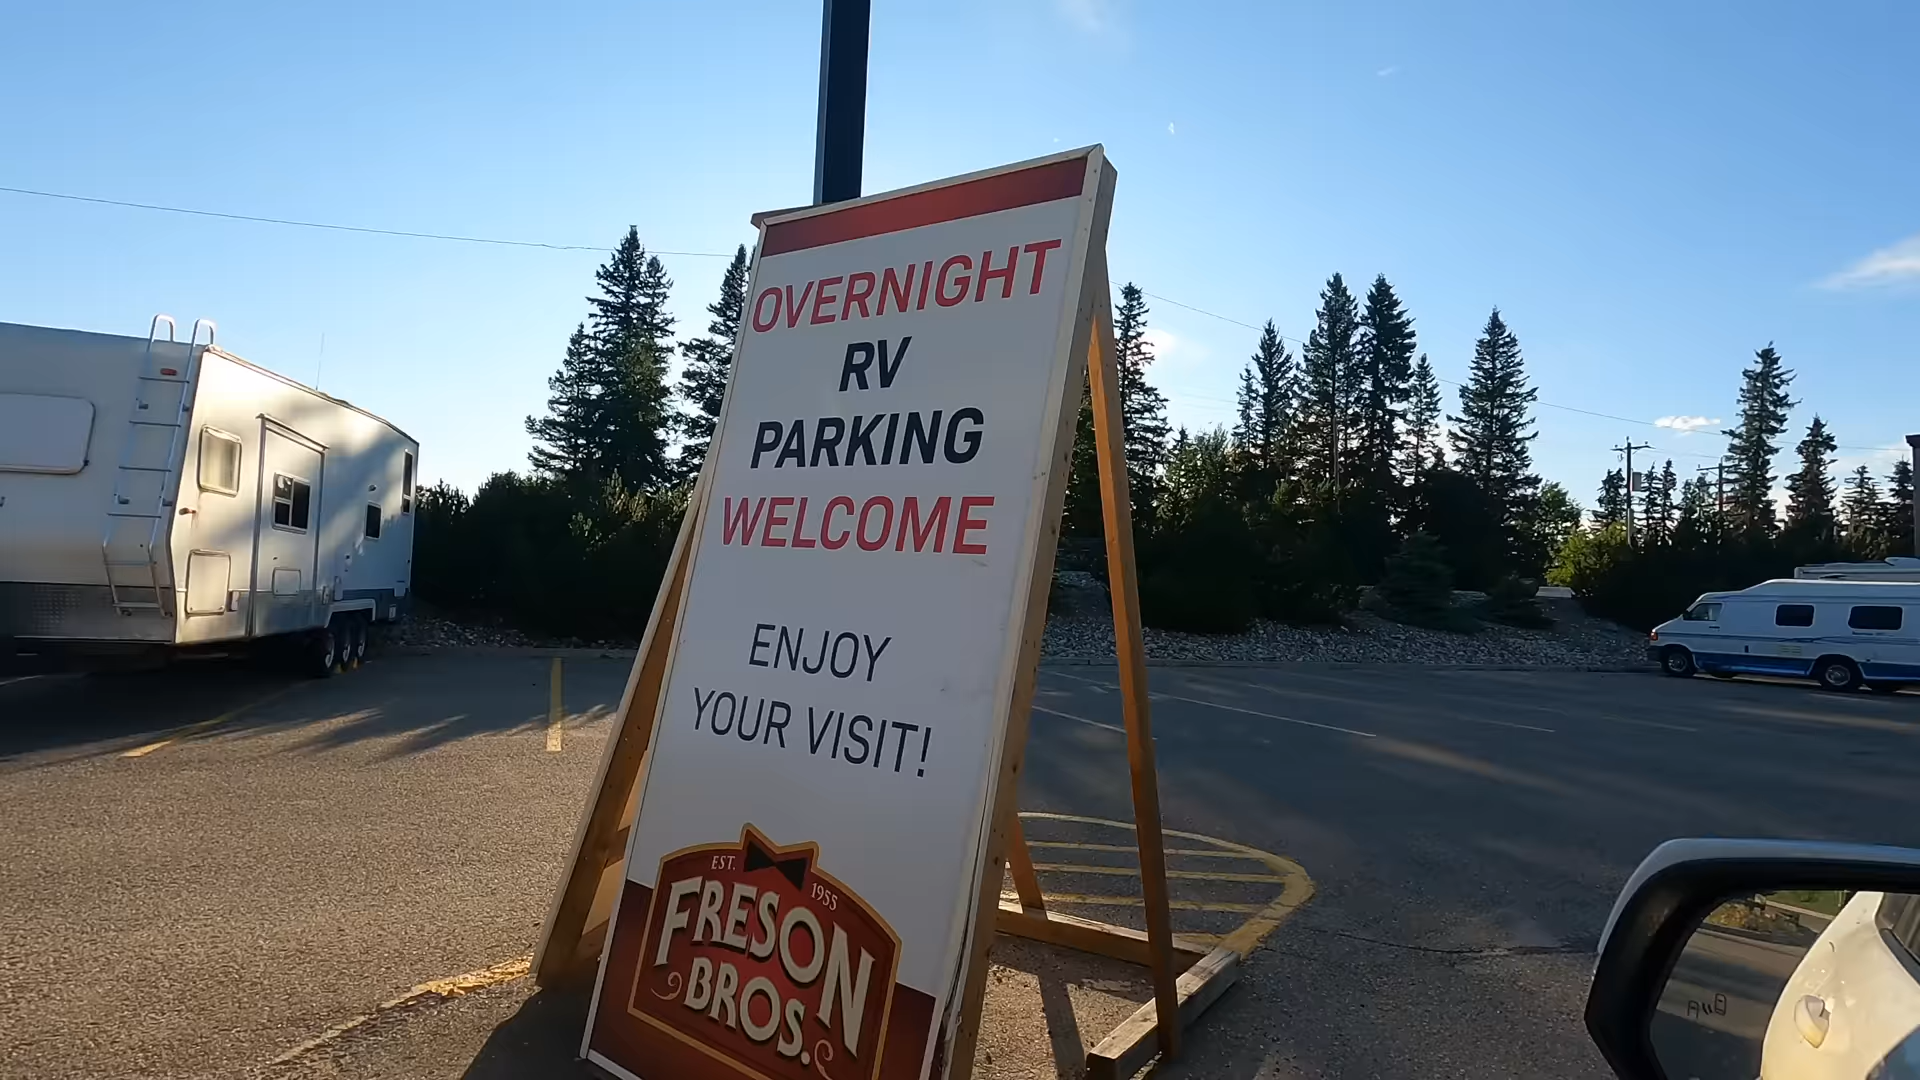 OVERNIGHT
RV
PARKING
WELCOME
ENJOY
YOUR VISIT!
EST. 1955
FRESON
BROS.